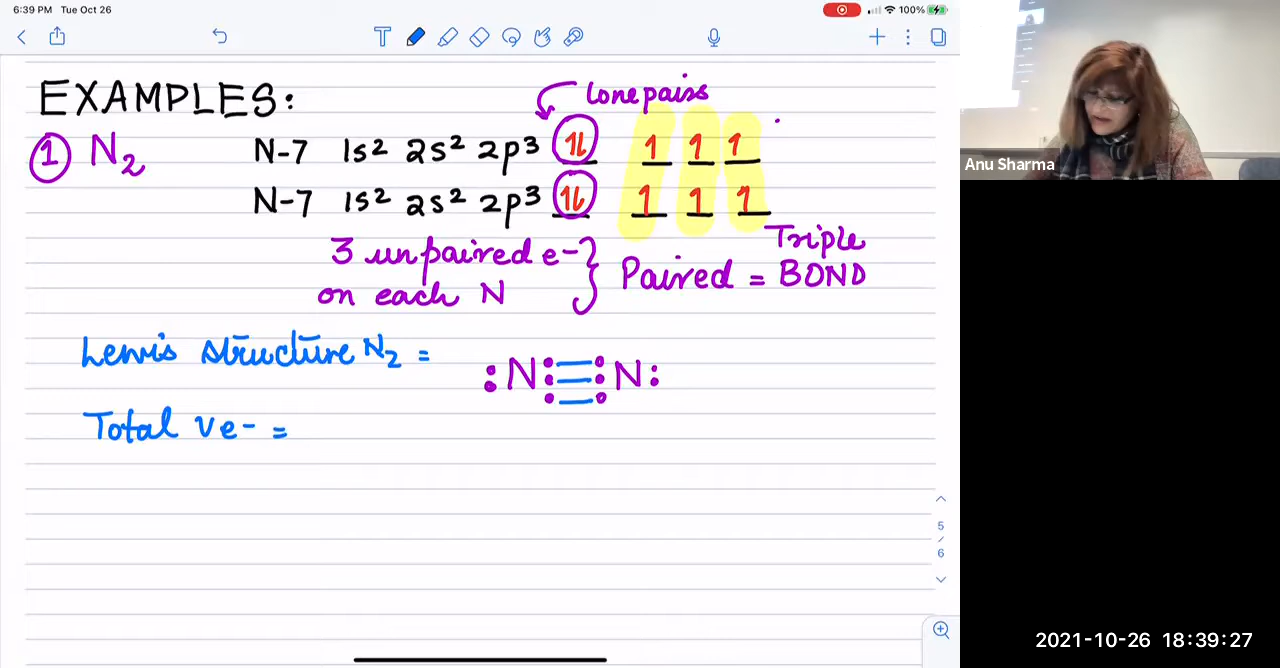 6:39 PM Tue Oct 26
100%
EXAMPLES:
Lone pairs
① N2 N-7 1s2 2s2 2p3 1l 1 1 1
N-7 1s2 2s2 2p3 1l 1 1 1
3 unpaired e-
on each N } Paired = Triple BOND
Lewis structure N2 = :N≡N:
Total ve- =
5
/
6
Anu Sharma
2021-10-26 18:39:27